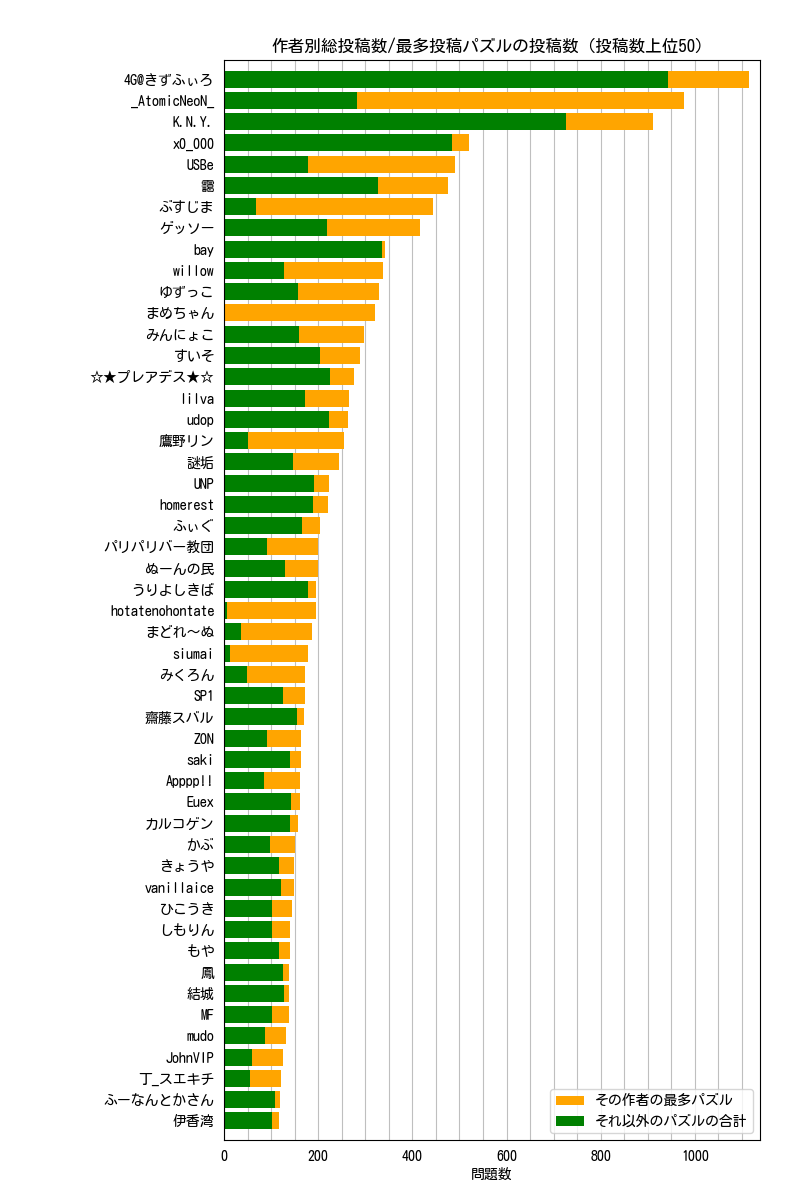 作者別総投稿数/最多投稿パズルの投稿数 (投稿数上位50)
4G@きずふぃろ
_AtomicNeoN_
K.N.Y.
x0_000
USBe
ぶすじま
ゲッソー
bay
willow
ゆずっこ
まめちゃん
みんにょこ
すいそ
☆★プレアデス★☆
lilva
udop
鷹野リン
謎垢
UNP
homerest
ふぃぐ
パリパリバー教団
ぬーんの民
うりよしきば
hotatenohontate
まどれ～ぬ
siumai
みくろん
SP1
齋藤スバル
ZON
saki
Appppll
Euex
カルコゲン
かぶ
きょうや
vanillaice
ひこうき
しもりん
もや
鳳
結城
MF
mudo
JohnVIP
丁_スエキチ
ふーなんとかさん
伊香湾
その作者の最多パズル
それ以外のパズルの合計
0 200 400 600 800 1000
問題数